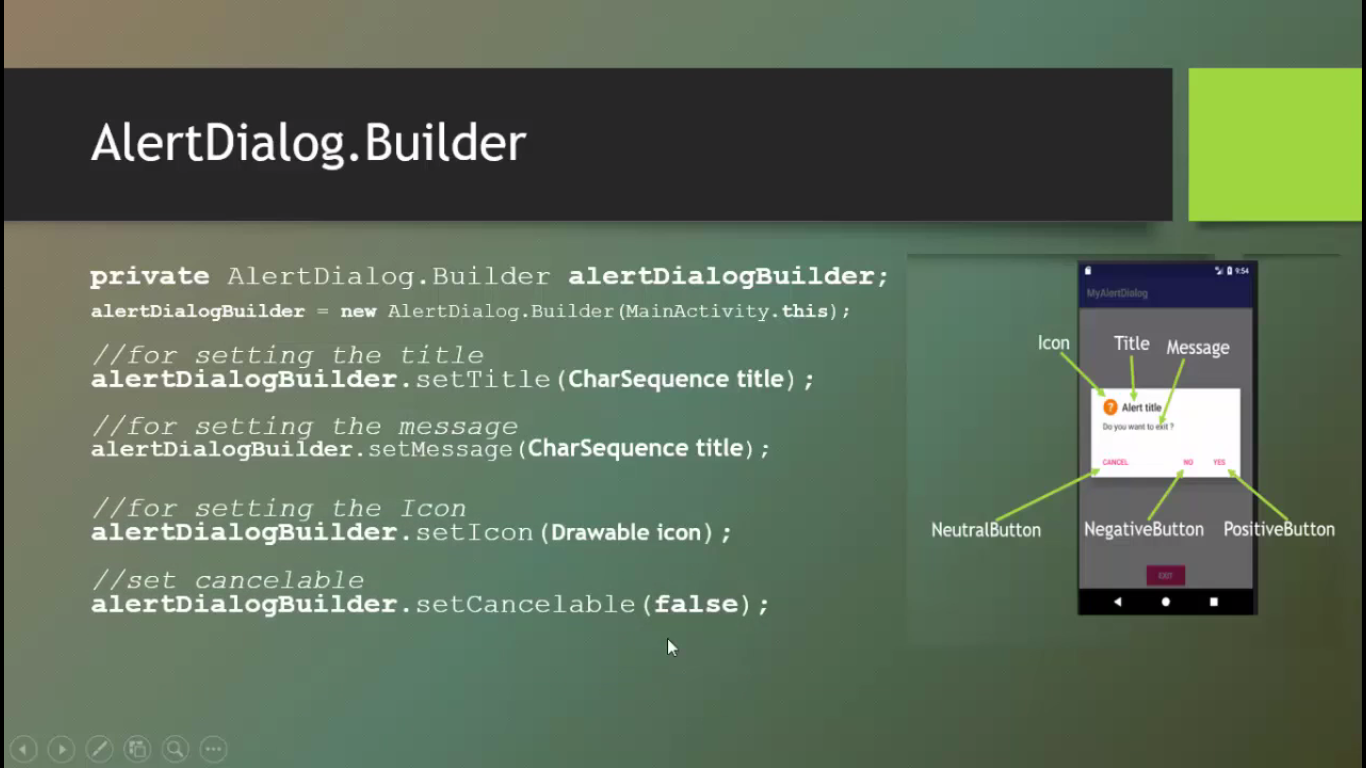 AlertDialog.Builder
private AlertDialog.Builder alertDialogBuilder;
alertDialogBuilder = new AlertDialog.Builder(MainActivity.this);
//for setting the title
alertDialogBuilder.setTitle(CharSequence title);
//for setting the message
alertDialogBuilder.setMessage(CharSequence title);
//for setting the Icon
alertDialogBuilder.setIcon(Drawable icon);
//set cancelable
alertDialogBuilder.setCancelable(false);
9:54
MyAlertDialog
Icon
Title
Message
?
Alert title
Do you want to exit ?
CANCEL
NO
YES
NeutralButton
NegativeButton
PositiveButton
EXIT